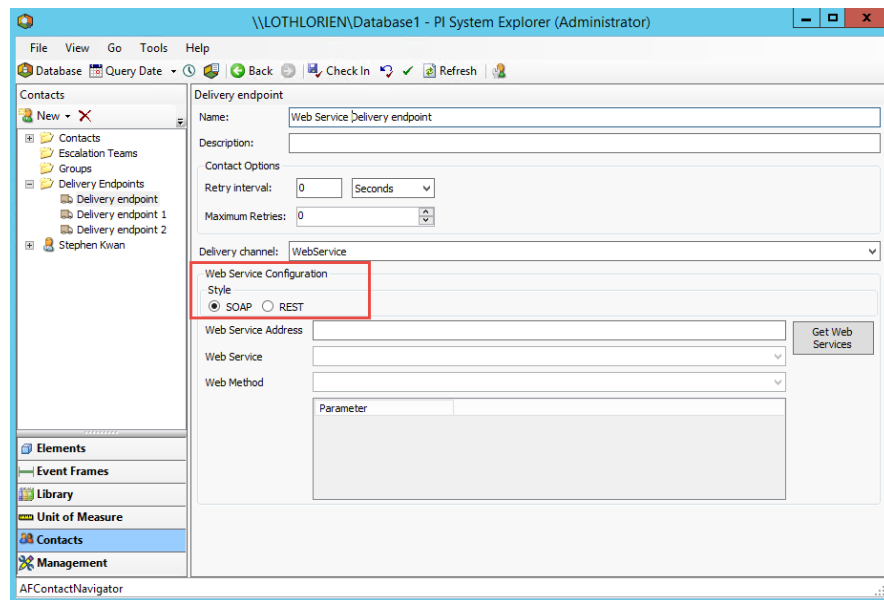 \\LOTHLORIEN\Database1 - PI System Explorer (Administrator)
File View Go Tools Help
Database Query Date Back Check In Refresh
Contacts
New
Contacts
Escalation Teams
Groups
Delivery Endpoints
Delivery endpoint
Delivery endpoint 1
Delivery endpoint 2
Stephen Kwan
Elements
Event Frames
Library
Unit of Measure
Contacts
Management
Delivery endpoint
Name: Web Service Delivery endpoint
Description:
Contact Options
Retry interval: 0 Seconds
Maximum Retries: 0
Delivery channel: WebService
Web Service Configuration
Style
SOAP REST
Web Service Address
Get Web
Services
Web Service
Web Method
Parameter
AFContactNavigator